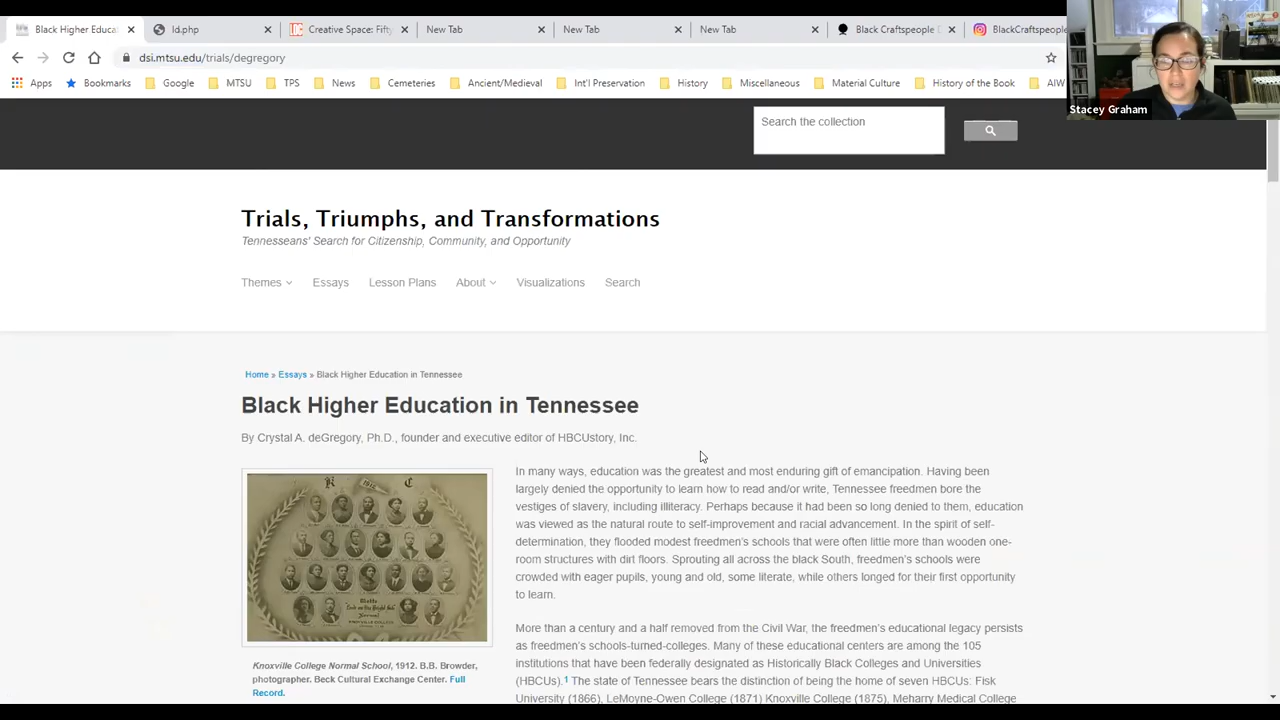 Black Higher Educa
ld.php
Creative Space: Fift
New Tab
New Tab
New Tab
Black Craftspeople D
BlackCraftspeople
dsi.mtsu.edu/trials/degregory
Apps
Bookmarks
Google
MTSU
TPS
News
Cemeteries
Ancient/Medieval
Int'l Preservation
History
Miscellaneous
Material Culture
History of the Book
AIW
Stacey Graham
Search the collection
Trials, Triumphs, and Transformations
Tennesseans' Search for Citizenship, Community, and Opportunity
Themes
Essays
Lesson Plans
About
Visualizations
Search
Home » Essays » Black Higher Education in Tennessee
Black Higher Education in Tennessee
By Crystal A. deGregory, Ph.D., founder and executive editor of HBCUstory, Inc.
K C
1912
Motto
Knoxville College Normal School, 1912. B.B. Browder,
photographer. Beck Cultural Exchange Center. Full
Record.
In many ways, education was the greatest and most enduring gift of emancipation. Having been
largely denied the opportunity to learn how to read and/or write, Tennessee freedmen bore the
vestiges of slavery, including illiteracy. Perhaps because it had been so long denied to them, education
was viewed as the natural route to self-improvement and racial advancement. In the spirit of self-
determination, they flooded modest freedmen's schools that were often little more than wooden one-
room structures with dirt floors. Sprouting all across the black South, freedmen's schools were
crowded with eager pupils, young and old, some literate, while others longed for their first opportunity
to learn.
More than a century and a half removed from the Civil War, the freedmen's educational legacy persists
as freedmen's schools-turned-colleges. Many of these educational centers are among the 105
institutions that have been federally designated as Historically Black Colleges and Universities
(HBCUs).1 The state of Tennessee bears the distinction of being the home of seven HBCUs: Fisk
University (1866), LeMoyne-Owen College (1871) Knoxville College (1875), Meharry Medical College